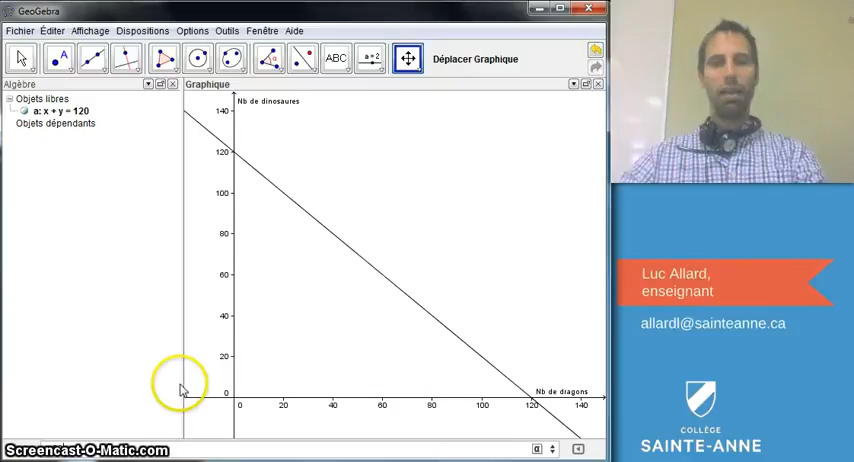 GeoGebra
Fichier Éditer Affichage Dispositions Options Outils Fenêtre Aide
A ABC a = 2 Déplacer Graphique
Algèbre
Objets libres
a: x + y = 120
Objets dépendants
Graphique
Nb de dinosaures
140
120
100
80
60
40
20
0
Nb de dragons
0 20 40 60 80 100 120 140
α
Screencast-O-Matic.com
Luc Allard,
enseignant
allardl@sainteanne.ca
COLLÈGE
SAINTE-ANNE